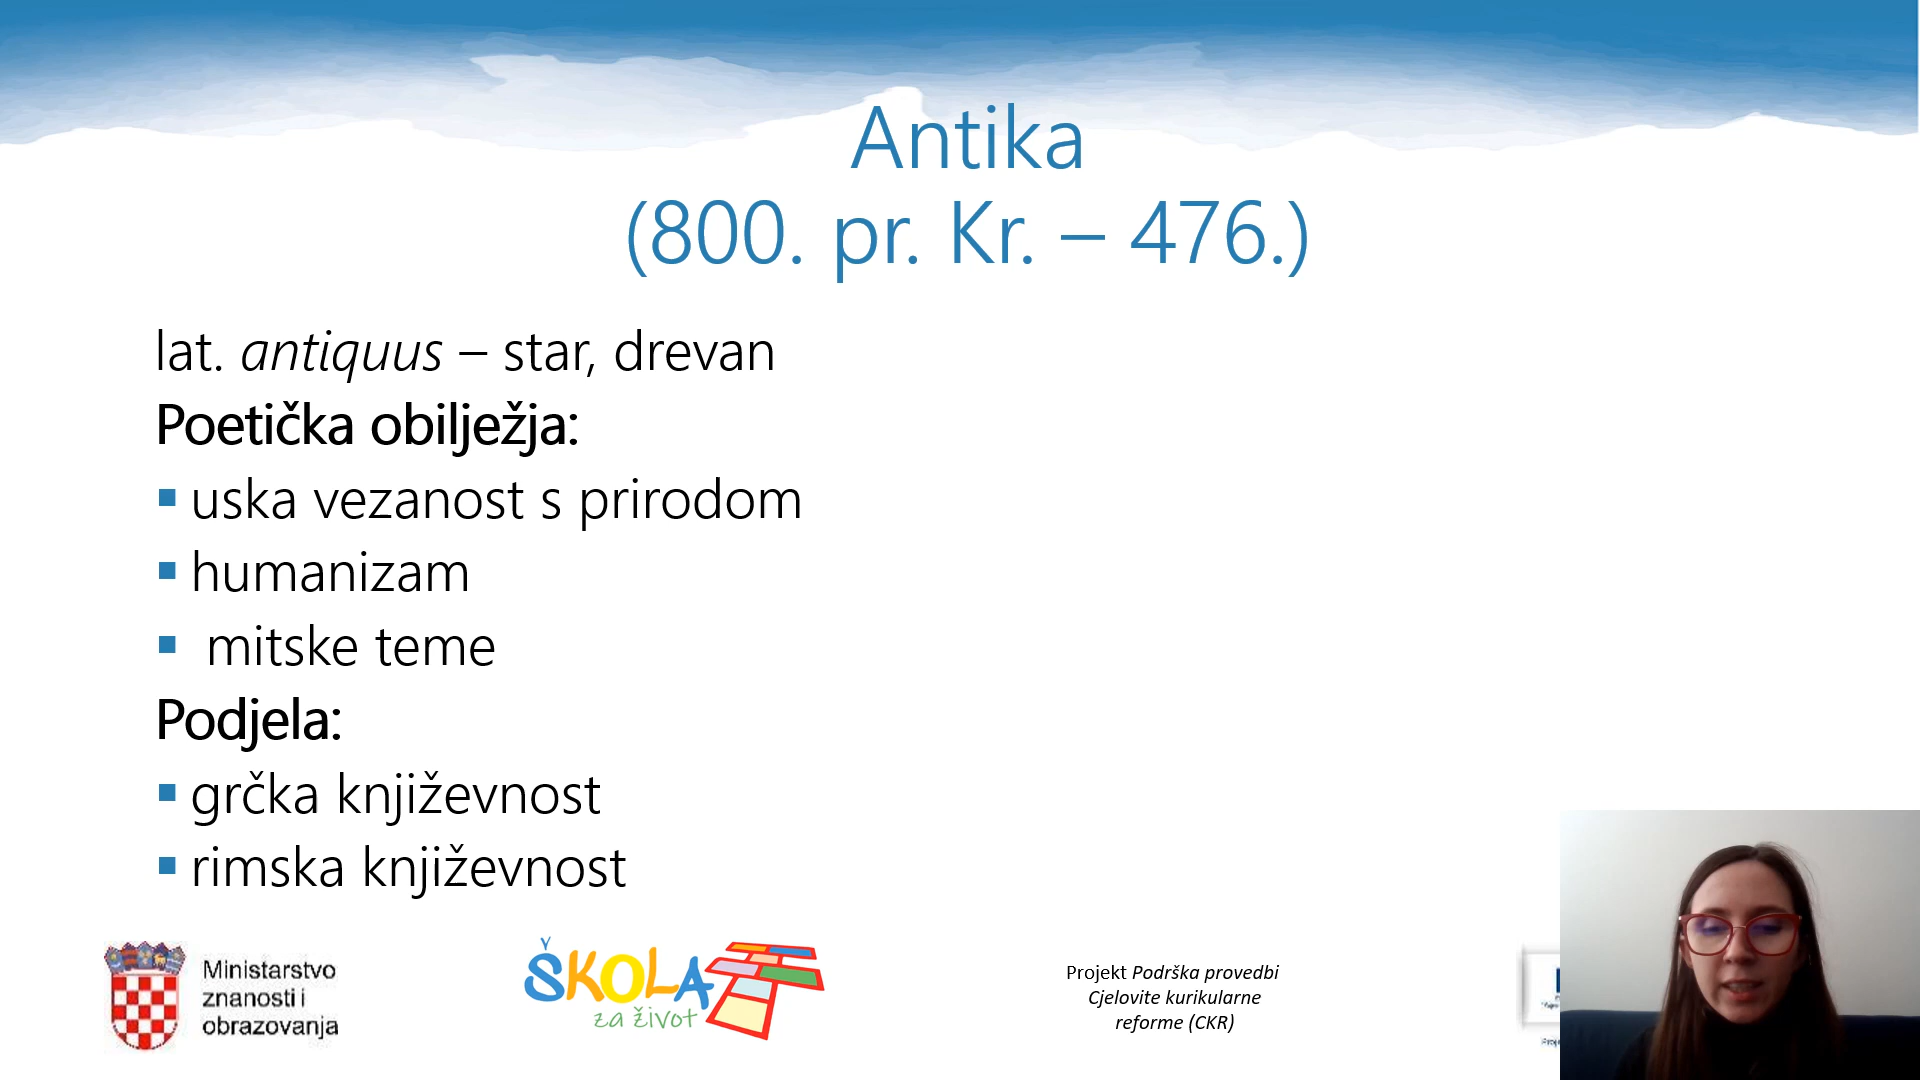 Antika
(800. pr. Kr. – 476.)
lat. antiquus – star, drevan
Poetička obilježja:
▪ uska vezanost s prirodom
▪ humanizam
▪ mitske teme
Podjela:
▪ grčka književnost
▪ rimska književnost
Ministarstvo
znanosti i
obrazovanja
ŠKOLA
za život
Projekt Podrška provedbi
Cjelovite kurikularne
reforme (CKR)